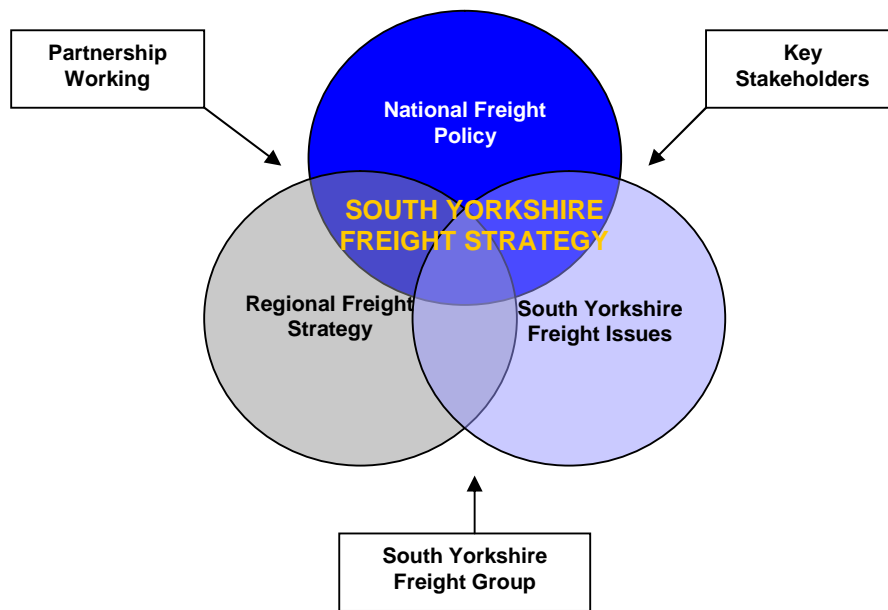 Partnership
Working
Key
Stakeholders
National Freight
Policy
SOUTH YORKSHIRE
FREIGHT STRATEGY
Regional Freight
Strategy
South Yorkshire
Freight Issues
South Yorkshire
Freight Group